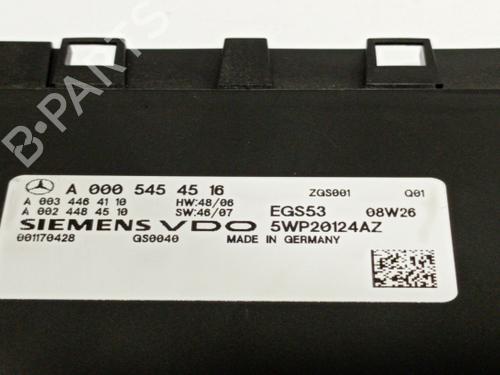 B-PARTS
A 000 545 45 16
ZGS001 Q01
A 003 446 41 10 HW:48/06
A 002 448 45 10 SW:46/07
EGS53 08W26
SIEMENS VDO 5WP20124AZ
001170428 GS0040 MADE IN GERMANY